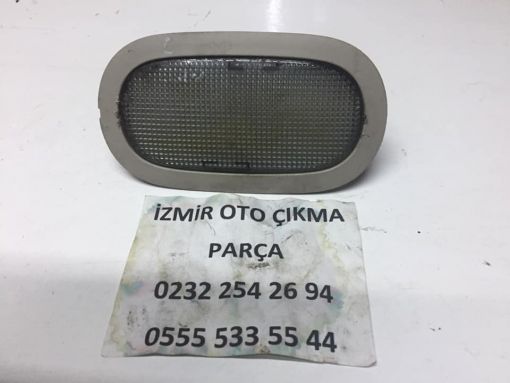 İZMİR OTO ÇIKMA
PARÇA
0232 254 26 94
0555 533 55 44